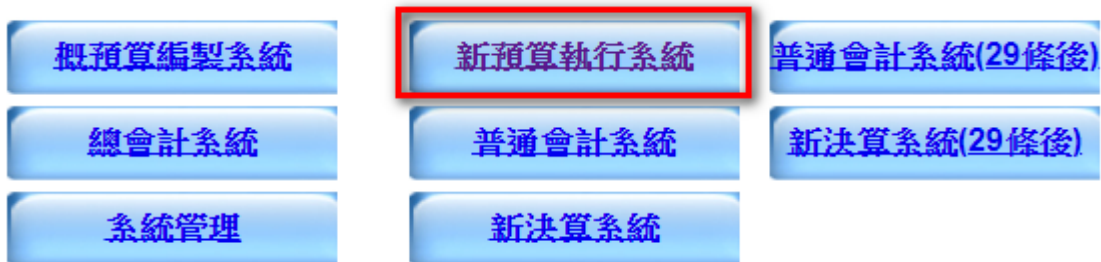 概預算編製系統
新預算執行系統
普通會計系統(29條後)
總會計系統
普通會計系統
新決算系統(29條後)
系統管理
新決算系統